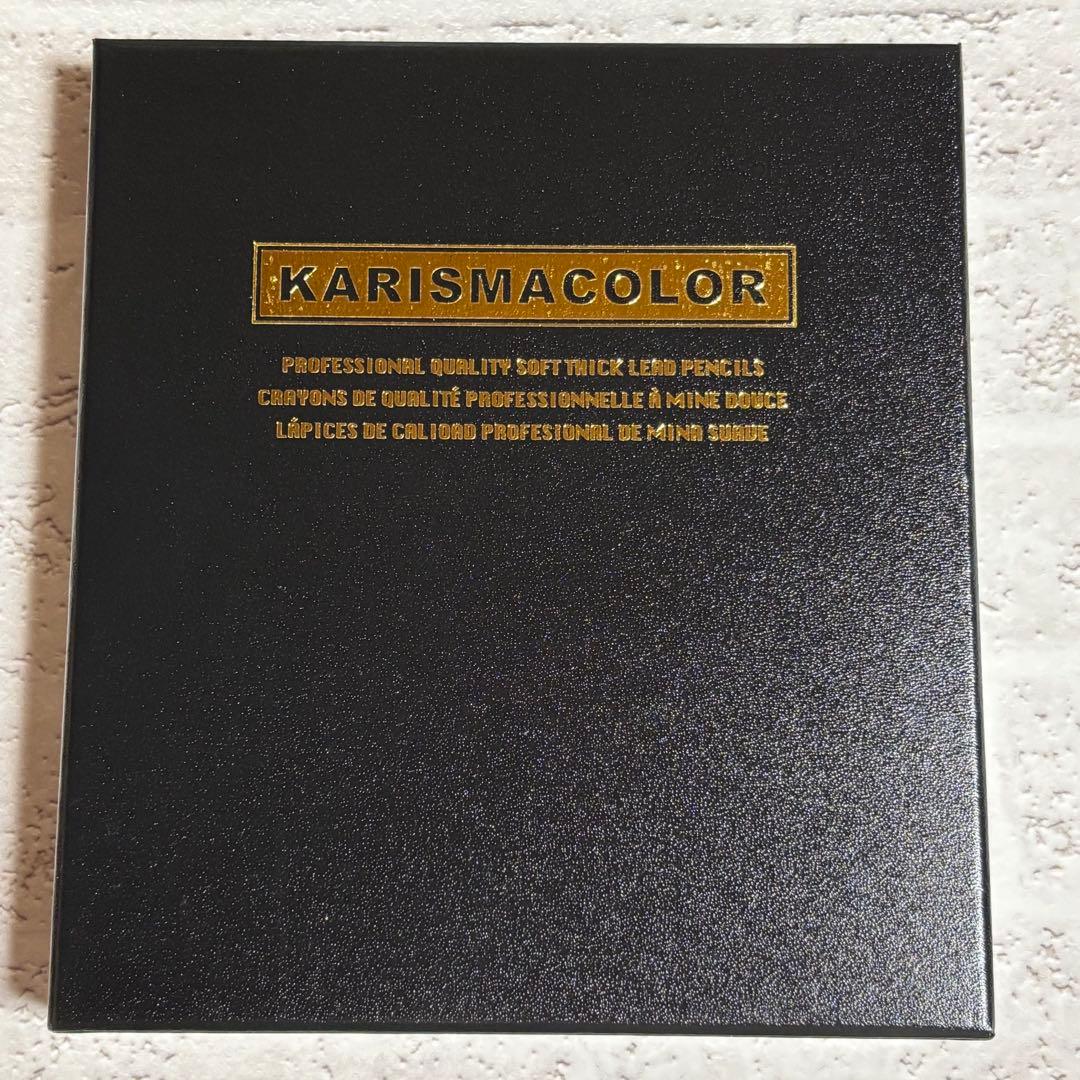 KARISMACOLOR
PROFESSIONAL QUALITY SOFT THICK LEAD PENCILS
CRAYONS DE QUALITÉ PROFESSIONNELLE À MINE DOUCE
LÁPICES DE CALIDAD PROFESIONAL DE MINA SUAVE